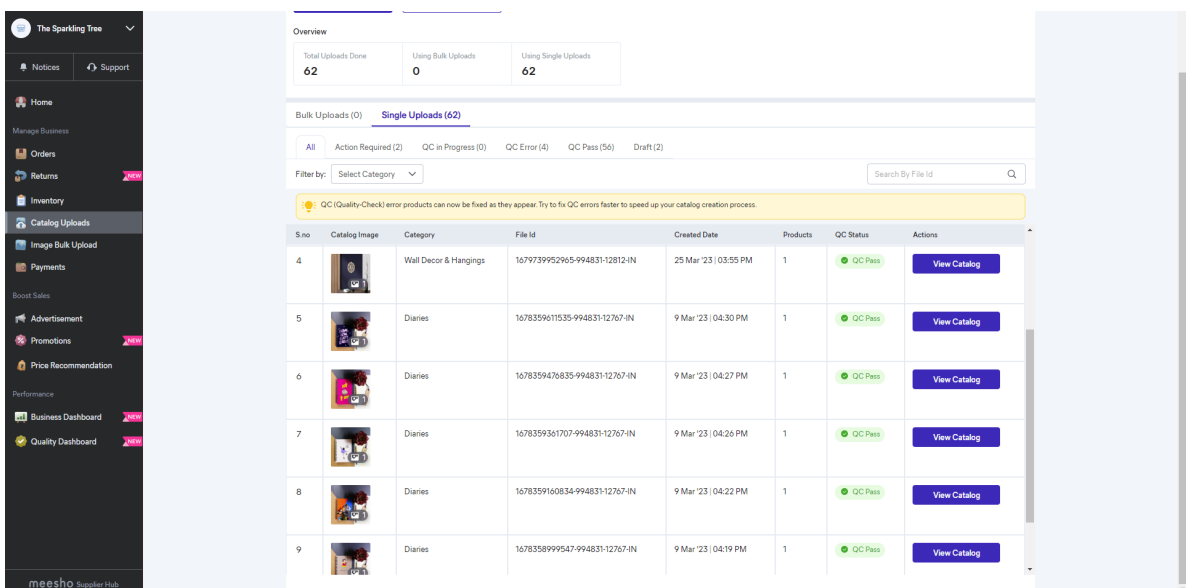 The Sparkling Tree
Notices
Support
Home
Manage Business
Orders
Returns NEW
Inventory
Catalog Uploads
Image Bulk Upload
Payments
Boost Sales
Advertisement
Promotions NEW
Price Recommendation
Performance
Business Dashboard NEW
Quality Dashboard NEW
meesho Supplier Hub
Overview
Total Uploads Done Using Bulk Uploads Using Single Uploads
62 0 62
Bulk Uploads (0) Single Uploads (62)
All Action Required (2) QC in Progress (0) QC Error (4) QC Pass (56) Draft (2)
Filter by: Select Category Search By File Id
QC (Quality-Check) error products can now be fixed as they appear. Try to fix QC errors faster to speed up your catalog creation process.
S.no Catalog Image Category File Id Created Date Products QC Status Actions
4 1 Wall Decor & Hangings 1679739952965-994831-12812-IN 25 Mar '23 | 03:55 PM 1 QC Pass View Catalog
5 1 Diaries 1678359611535-994831-12767-IN 9 Mar '23 | 04:30 PM 1 QC Pass View Catalog
6 1 Diaries 1678359476835-994831-12767-IN 9 Mar '23 | 04:27 PM 1 QC Pass View Catalog
7 1 Diaries 1678359361707-994831-12767-IN 9 Mar '23 | 04:26 PM 1 QC Pass View Catalog
8 1 Diaries 1678359160834-994831-12767-IN 9 Mar '23 | 04:22 PM 1 QC Pass View Catalog
9 1 Diaries 1678358999547-994831-12767-IN 9 Mar '23 | 04:19 PM 1 QC Pass View Catalog